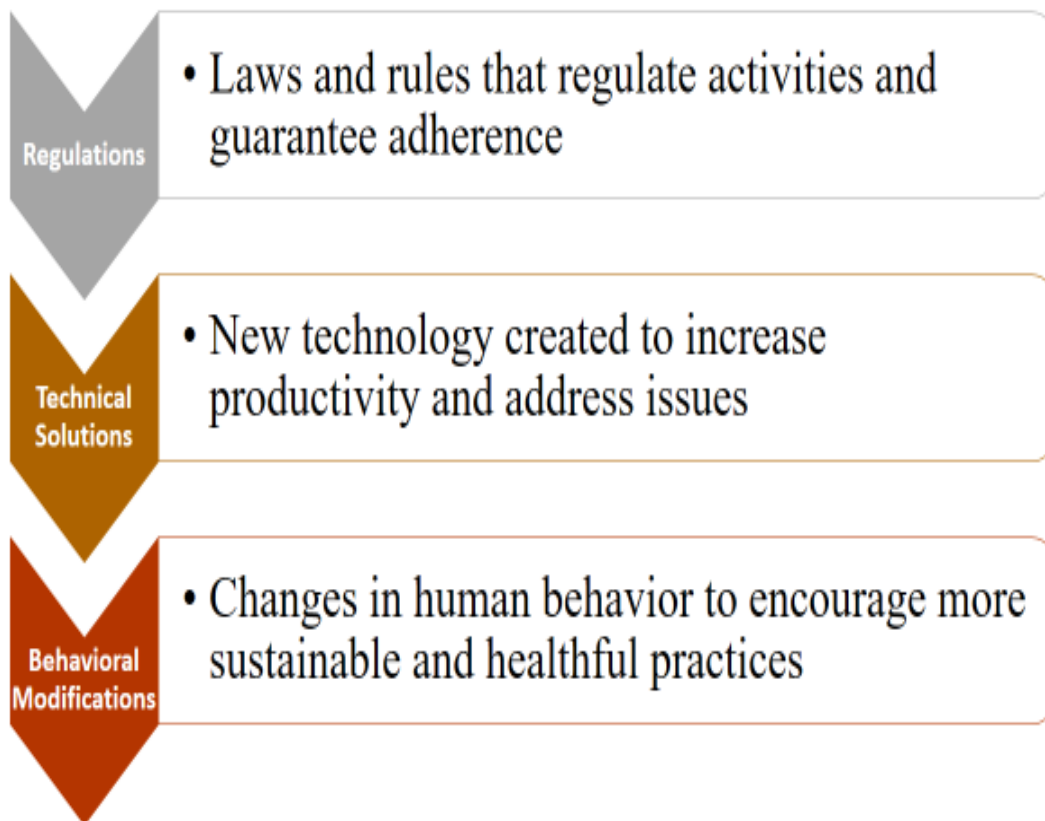 Regulations
• Laws and rules that regulate activities and
guarantee adherence
Technical
Solutions
• New technology created to increase
productivity and address issues
Behavioral
Modifications
• Changes in human behavior to encourage more
sustainable and healthful practices